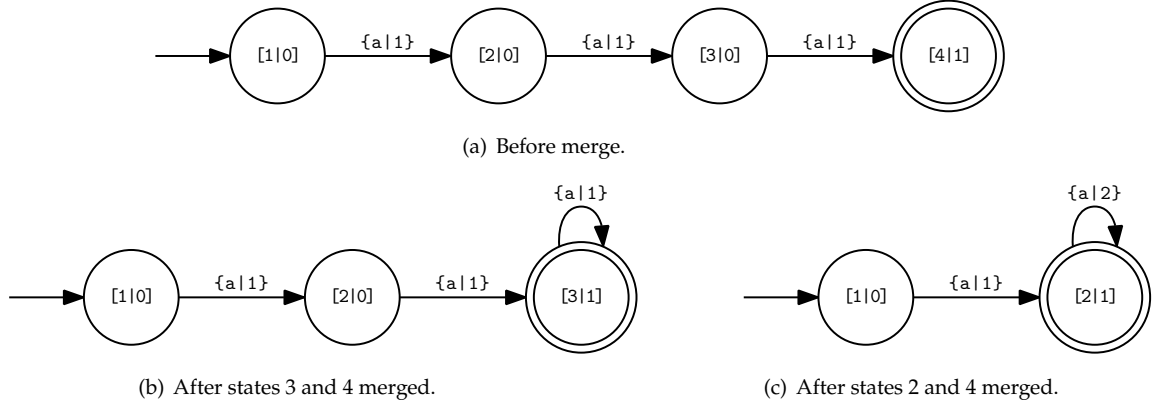 {a|1} {a|1} {a|1}
[1|0] [2|0] [3|0] [4|1]
(a) Before merge.
{a|1}
{a|1} {a|1}
[1|0] [2|0] [3|1]
(b) After states 3 and 4 merged.
{a|2}
{a|1}
[1|0] [2|1]
(c) After states 2 and 4 merged.